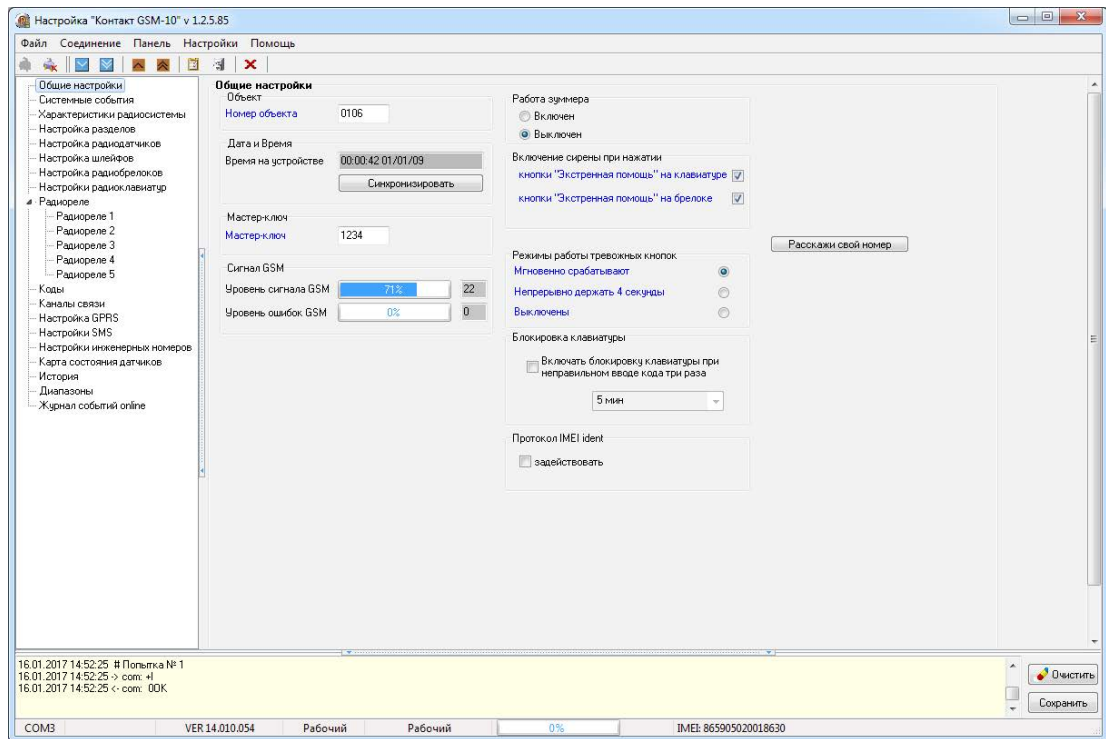 Настройка "Контакт GSM-10" v 1.2.5.85
Файл Соединение Панель Настройки Помощь
Общие настройки
Системные события
Характеристики радиосистемы
Настройка разделов
Настройка радиодатчиков
Настройка шлейфов
Настройка радиобрелоков
Настройки радиоклавиатур
Радиореле
Радиореле 1
Радиореле 2
Радиореле 3
Радиореле 4
Радиореле 5
Коды
Каналы связи
Настройка GPRS
Настройки SMS
Настройки инженерных номеров
Карта состояния датчиков
История
Диапазоны
Журнал событий online
Общие настройки
Объект
Номер объекта 0106
Дата и Время
Время на устройстве 00:00:42 01/01/09
Синхронизировать
Мастер-ключ
Мастер-ключ 1234
Сигнал GSM
Уровень сигнала GSM 71% 22
Уровень ошибок GSM 0% 0
Работа зуммера
Включен
Выключен
Включение сирены при нажатии
кнопки "Экстренная помощь" на клавиатуре
кнопки "Экстренная помощь" на брелоке
Режимы работы тревожных кнопок
Мгновенно срабатывают
Непрерывно держать 4 секунды
Выключены
Блокировка клавиатуры
Включать блокировку клавиатуры при
неправильном вводе кода три раза
5 мин
Протокол IMEI ident
задействовать
Расскажи свой номер
16.01.2017 14:52:25 # Попытка № 1
16.01.2017 14:52:25 -> com: +I
16.01.2017 14:52:25 <- com: 0OK
Очистить
Сохранить
COM3 VER 14.010.054 Рабочий Рабочий 0% IMEI: 865905020018630